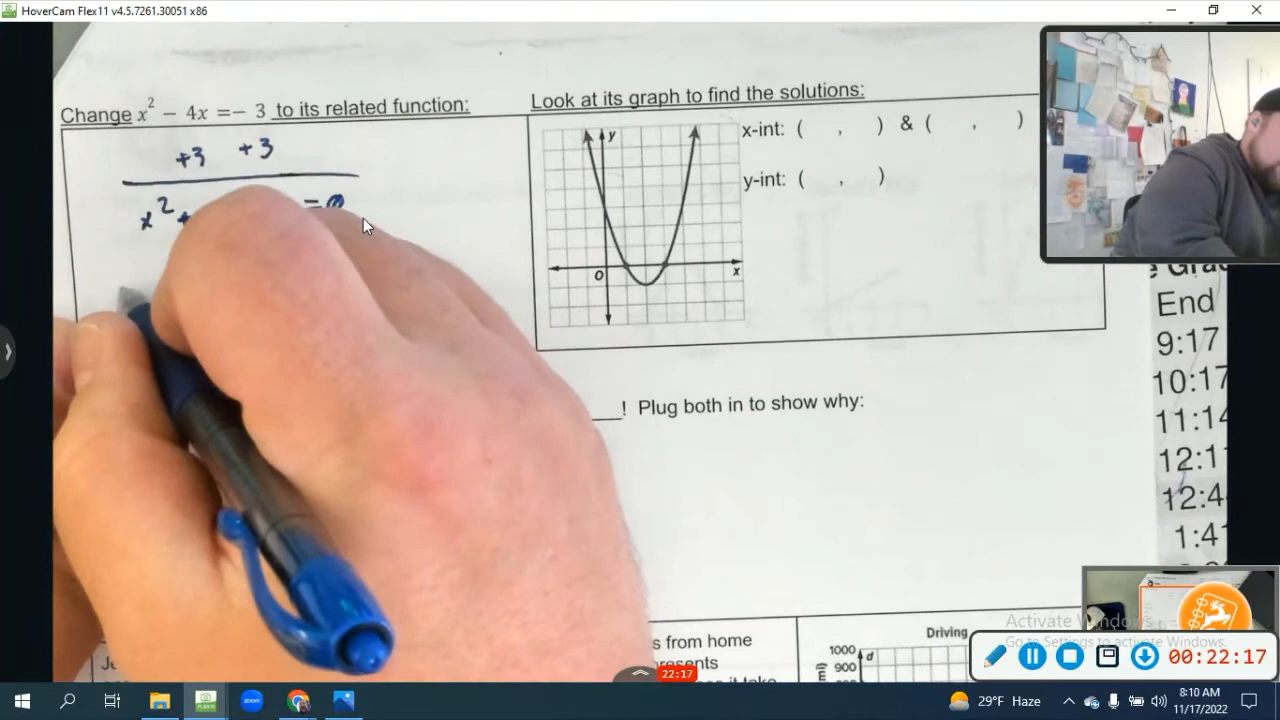 HoverCam Flex11 v4.5.7261.30051 x86
Change x² − 4x = − 3 to its related function:
+3 +3
x² +
= 0
Look at its graph to find the solutions:
x-int: ( , ) & ( , )
y-int: ( , )
y
O
x
! Plug both in to show why:
End
9:17
10:17
11:14
12:1
12:4
1:4
s from home
presents
Driving
1000
900
d
Activate Windows
Go to Settings to activate Windows.
00:22:17
22:17
FLEX 11
zoom
29°F Haze
8:10 AM
11/17/2022